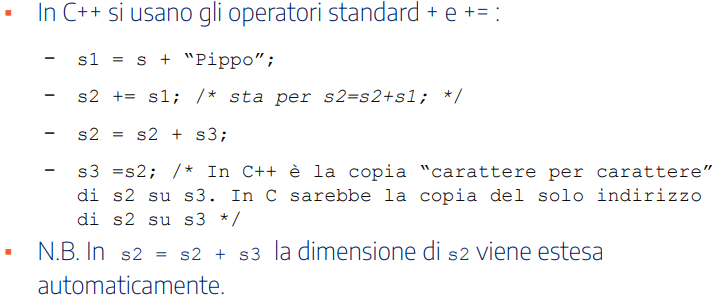 ▪ In C++ si usano gli operatori standard + e += :
– s1 = s + “Pippo”;
– s2 += s1; /* sta per s2=s2+s1; */
– s2 = s2 + s3;
– s3 =s2; /* In C++ è la copia “carattere per carattere”
di s2 su s3. In C sarebbe la copia del solo indirizzo
di s2 su s3 */
▪ N.B. In s2 = s2 + s3 la dimensione di s2 viene estesa
automaticamente.